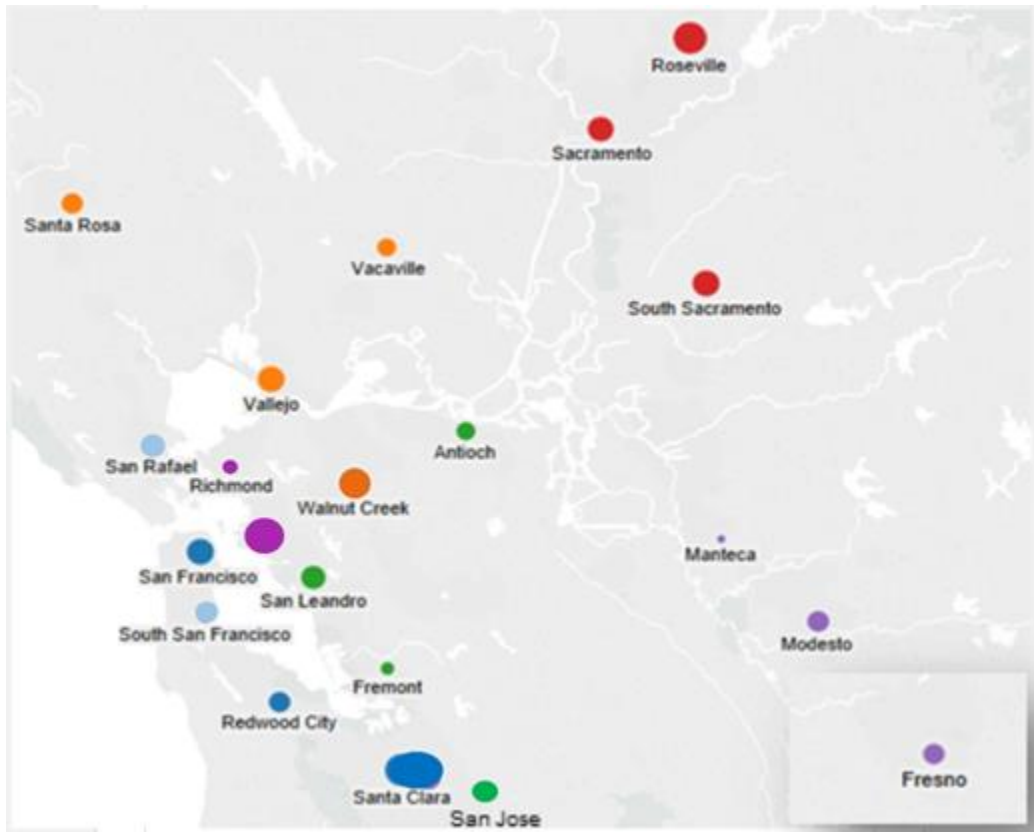 Roseville
Sacramento
Santa Rosa
Vacaville
South Sacramento
Vallejo
Antioch
San Rafael
Richmond
Walnut Creek
Manteca
San Francisco
San Leandro
South San Francisco
Modesto
Fremont
Redwood City
Fresno
Santa Clara
San Jose